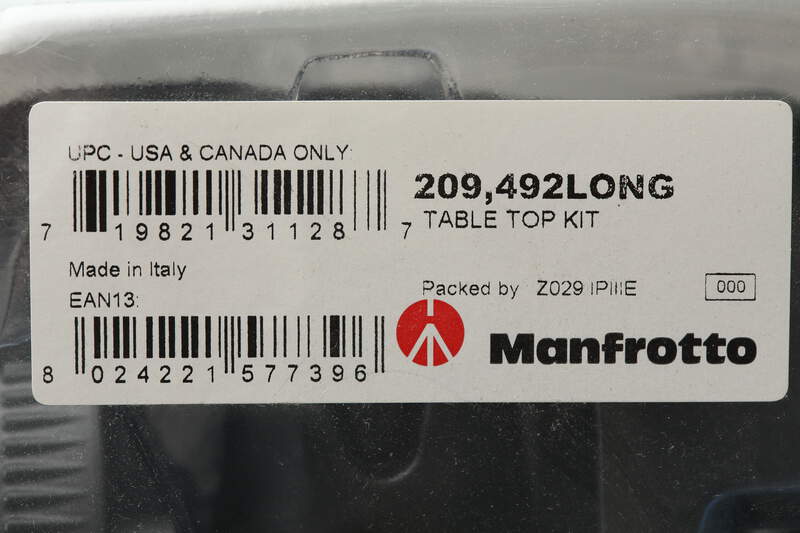 UPC - USA & CANADA ONLY:
7 19821 31128 7
209,492LONG
TABLE TOP KIT
Made in Italy
EAN13:
8 024221 577396
Packed by Z029
000
Manfrotto